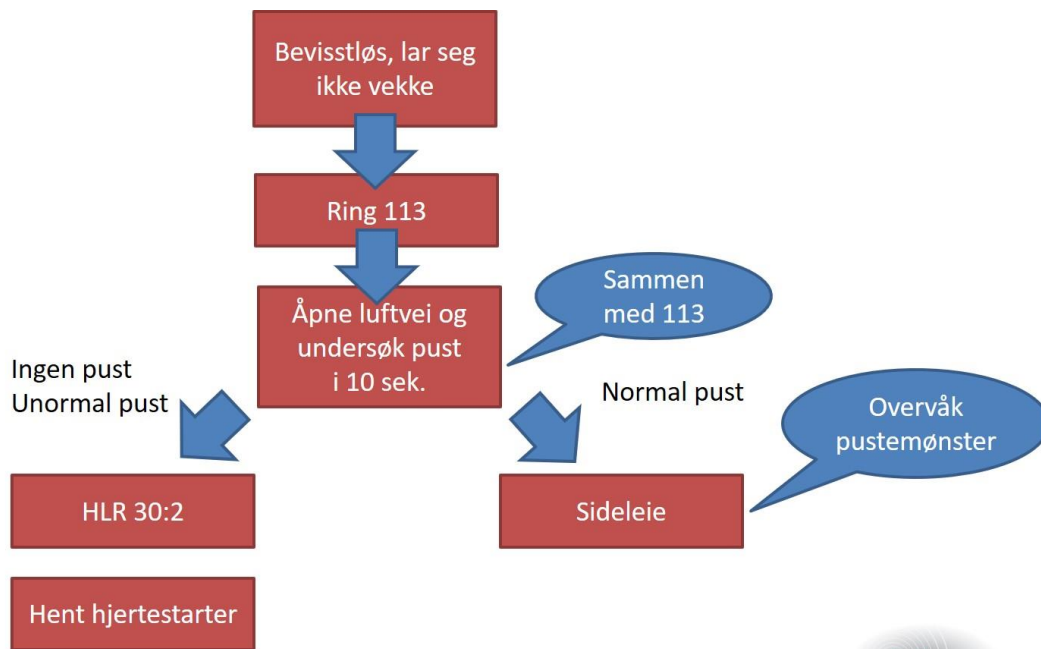 Bevisstløs, lar seg
ikke vekke
Ring 113
Åpne luftvei og
undersøk pust
i 10 sek.
Sammen
med 113
Ingen pust
Unormal pust
Normal pust
Overvåk
pustemønster
HLR 30:2
Sideleie
Hent hjertestarter